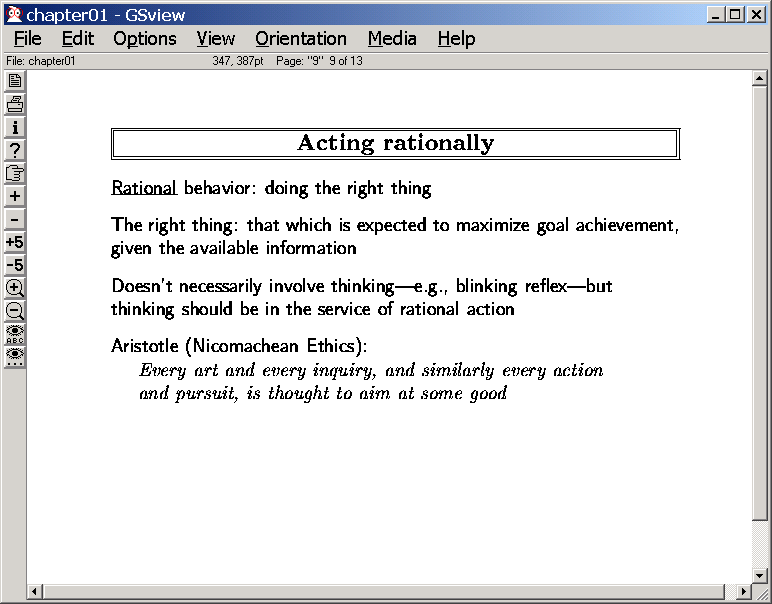 chapter01 - GSview
File Edit Options View Orientation Media Help
File: chapter01 347, 387pt Page: "9" 9 of 13
i
?
+
-
+5
-5
ABC
Acting rationally
Rational behavior: doing the right thing
The right thing: that which is expected to maximize goal achievement,
given the available information
Doesn't necessarily involve thinking—e.g., blinking reflex—but
thinking should be in the service of rational action
Aristotle (Nicomachean Ethics):
Every art and every inquiry, and similarly every action
and pursuit, is thought to aim at some good